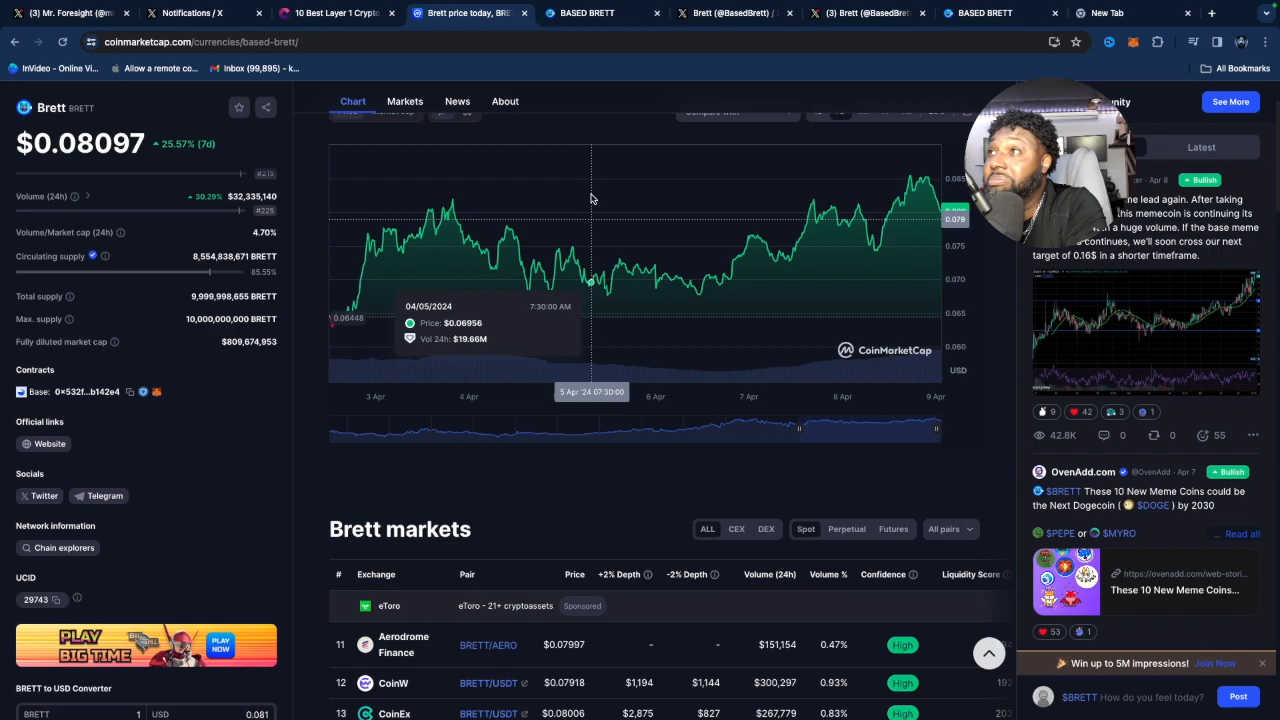 (3) Mr. Foresight (@mr
Notifications / X
10 Best Layer 1 Crypto
Brett price today, BRE
BASED BRETT
Brett (@BasedBrett) /
(3) Brett (@BasedBret
BASED BRETT
New Tab
coinmarketcap.com/currencies/based-brett/
InVideo - Online Vi...
Allow a remote co...
Inbox (99,895) - k...
All Bookmarks
Brett BRETT
$0.08097
25.57% (7d)
#215
Volume (24h)
30.29% $32,335,140
#225
Volume/Market cap (24h)
4.70%
Circulating supply
8,554,838,671 BRETT
85.55%
Total supply
9,999,998,655 BRETT
Max. supply
10,000,000,000 BRETT
Fully diluted market cap
$809,674,953
Contracts
Base: 0x532f...b142e4
Official links
Website
Socials
Twitter
Telegram
Network information
Chain explorers
UCID
29743
PLAY
BIG TIME
PLAY
NOW
BRETT to USD Converter
BRETT
1
USD
0.081
Chart
Markets
News
About
0.085
0.079
0.075
0.070
0.065
0.060
USD
0.06448
04/05/2024
7:30:00 AM
Price: $0.06956
Vol 24h: $19.66M
CoinMarketCap
5 Apr '24 07:30:00
3 Apr
4 Apr
6 Apr
7 Apr
8 Apr
9 Apr
Brett markets
ALL
CEX
DEX
Spot
Perpetual
Futures
All pairs
#
Exchange
Pair
Price
+2% Depth
-2% Depth
Volume (24h)
Volume %
Confidence
Liquidity Score
eToro
eToro - 21+ cryptoassets
Sponsored
11
Aerodrome
Finance
BRETT/AERO
$0.07997
-
-
$151,154
0.47%
High
12
CoinW
BRETT/USDT
$0.07918
$1,194
$1,144
$300,297
0.93%
High
192
13
CoinEx
BRETT/USDT
$0.08006
$2,875
$827
$267,779
0.83%
High
203
See More
Latest
Apr 8
Bullish
the lead again. After taking
this memecoin is continuing its
in a huge volume. If the base meme
continues, we'll soon cross our next
target of 0.16$ in a shorter timeframe.
9
42
3
1
42.8K
0
0
55
OvenAdd.com
@OvenAdd · Apr 7
Bullish
$BRETT These 10 New Meme Coins could be
the Next Dogecoin ( $DOGE ) by 2030
$PEPE or $MYRO
... Read all
https://ovenadd.com/web-stori...
These 10 New Meme Coins...
53
1
Win up to 5M impressions! Join Now
$BRETT How do you feel today?
Post